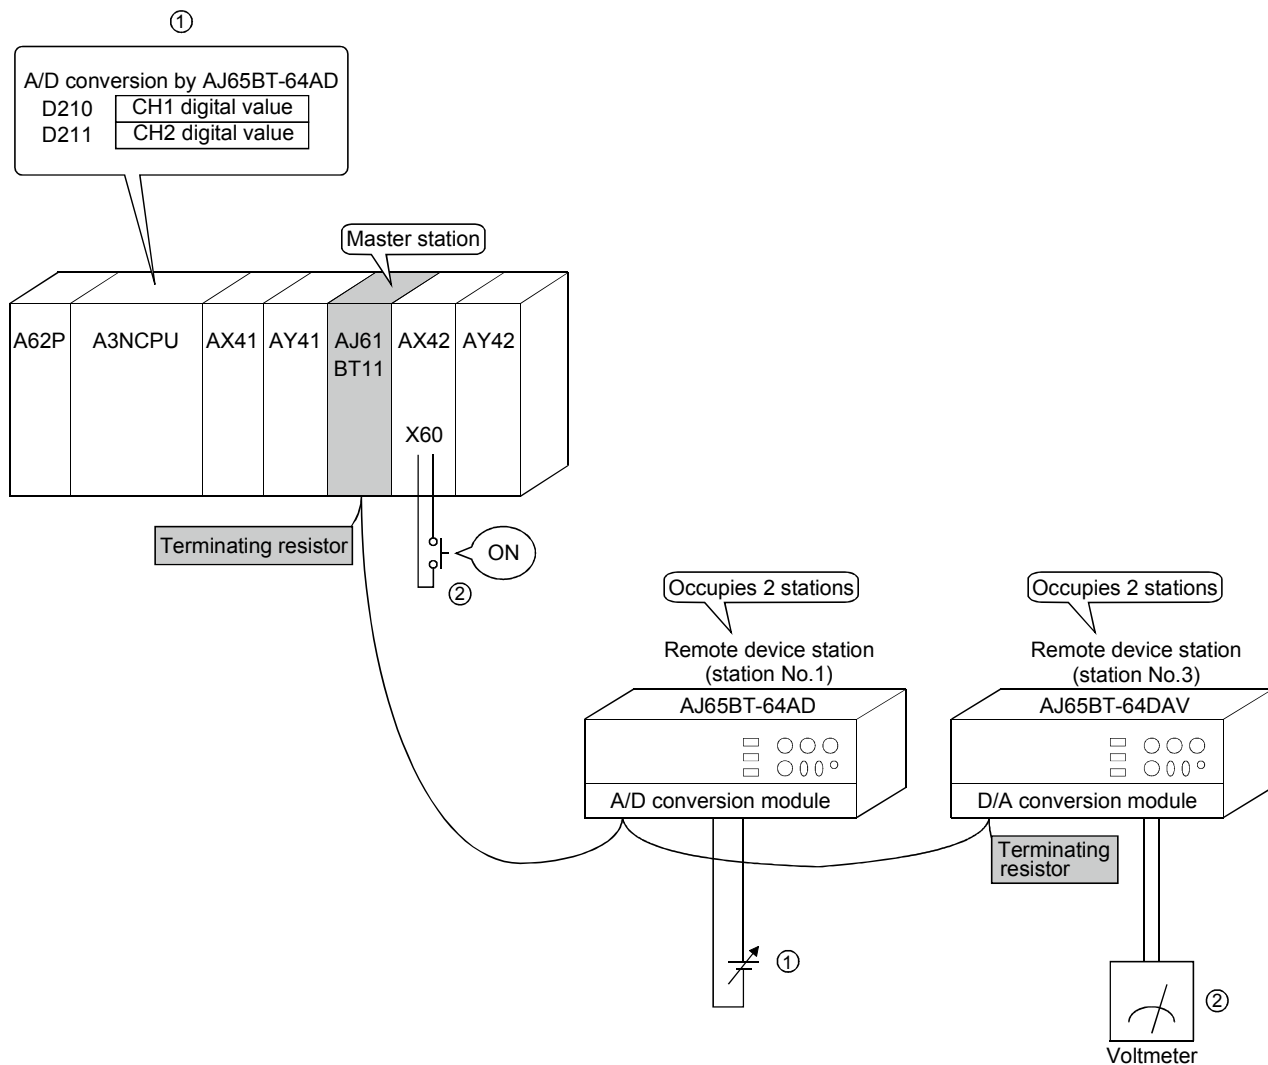 ①
A/D conversion by AJ65BT-64AD
D210 CH1 digital value
D211 CH2 digital value
Master station
A62P A3NCPU AX41 AY41 AJ61 BT11 AX42 AY42
X60
Terminating resistor
ON
②
Occupies 2 stations
Remote device station
(station No.1)
AJ65BT-64AD
A/D conversion module
①
Occupies 2 stations
Remote device station
(station No.3)
AJ65BT-64DAV
D/A conversion module
Terminating
resistor
②
Voltmeter